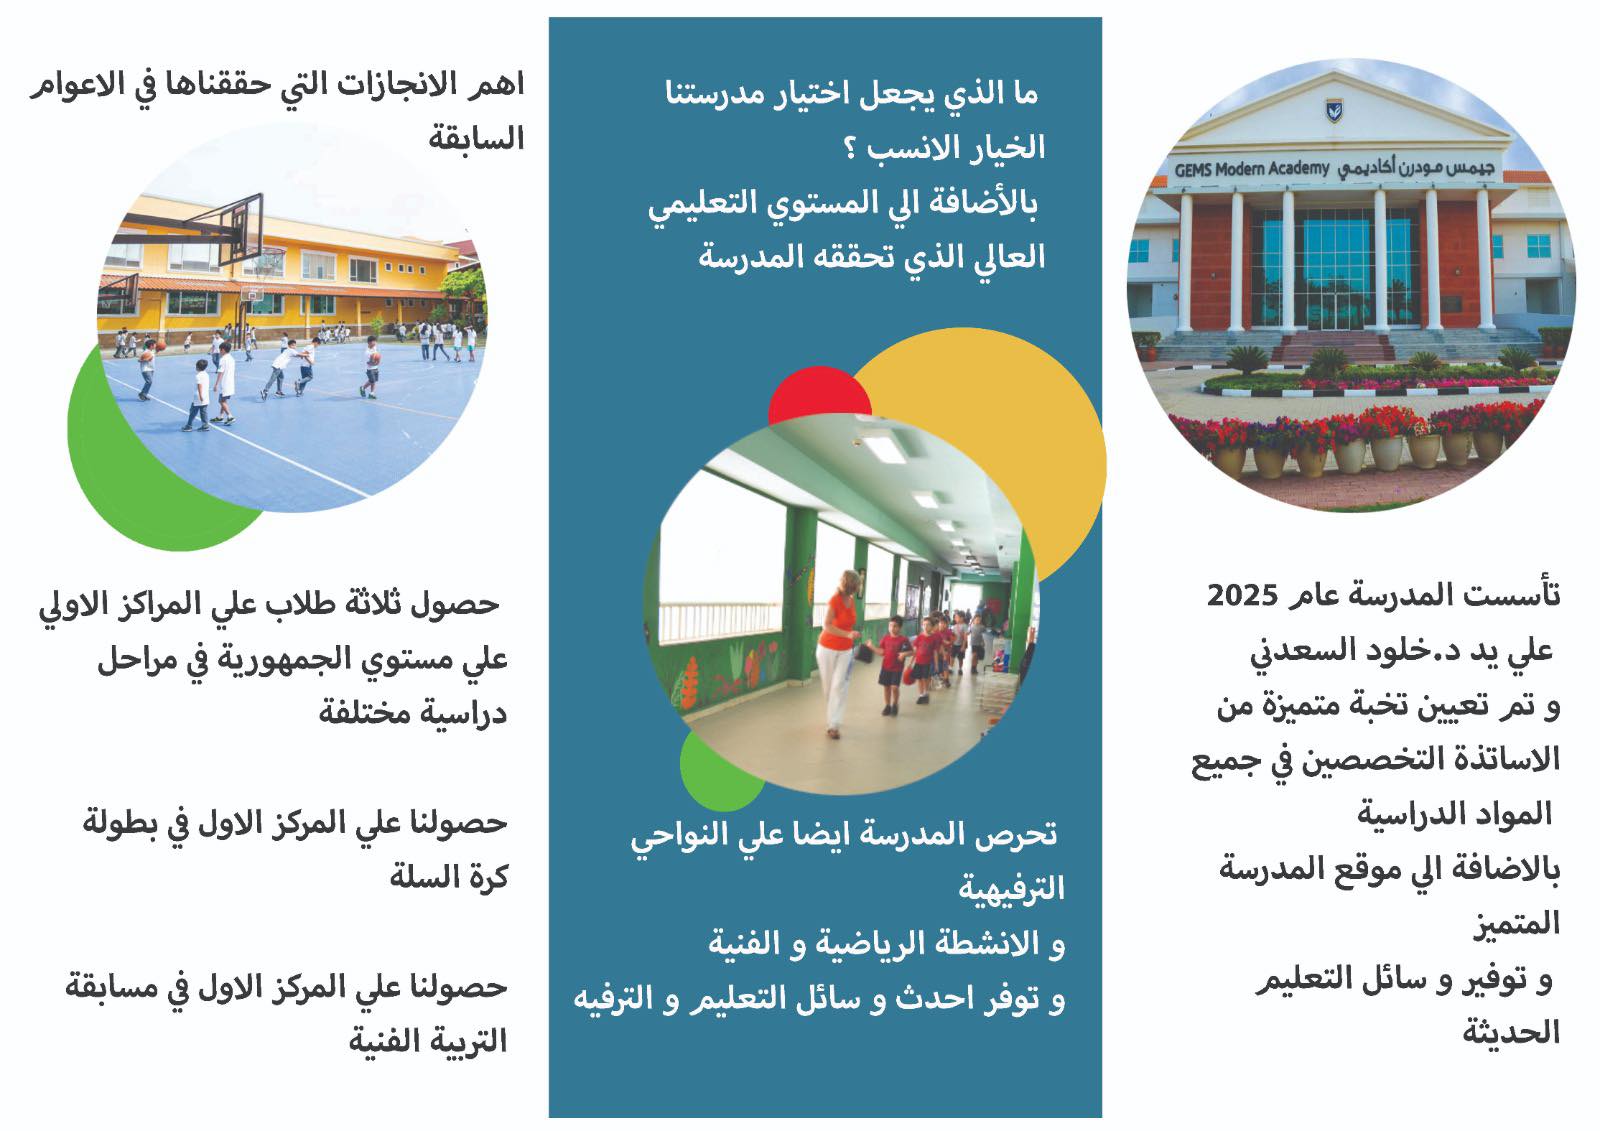 GEMS Modern Academy جيمس مودرن أكاديمي
تأسست المدرسة عام 2025
علي يد د.خلود السعدني
و تم تعيين تخبة متميزة من
الاساتذة التخصصين في جميع
المواد الدراسية
بالاضافة الي موقع المدرسة
المتميز
و توفير و سائل التعليم
الحديثة
ما الذي يجعل اختيار مدرستنا
الخيار الانسب ؟
بالأضافة الي المستوي التعليمي
العالي الذي تحققه المدرسة
تحرص المدرسة ايضا علي النواحي
الترفيهية
و الانشطة الرياضية و الفنية
و توفر احدث و سائل التعليم و الترفيه
اهم الانجازات التي حققناها في الاعوام
السابقة
حصول ثلاثة طلاب علي المراكز الاولي
علي مستوي الجمهورية في مراحل
دراسية مختلفة
حصولنا علي المركز الاول في بطولة
كرة السلة
حصولنا علي المركز الاول في مسابقة
التربية الفنية